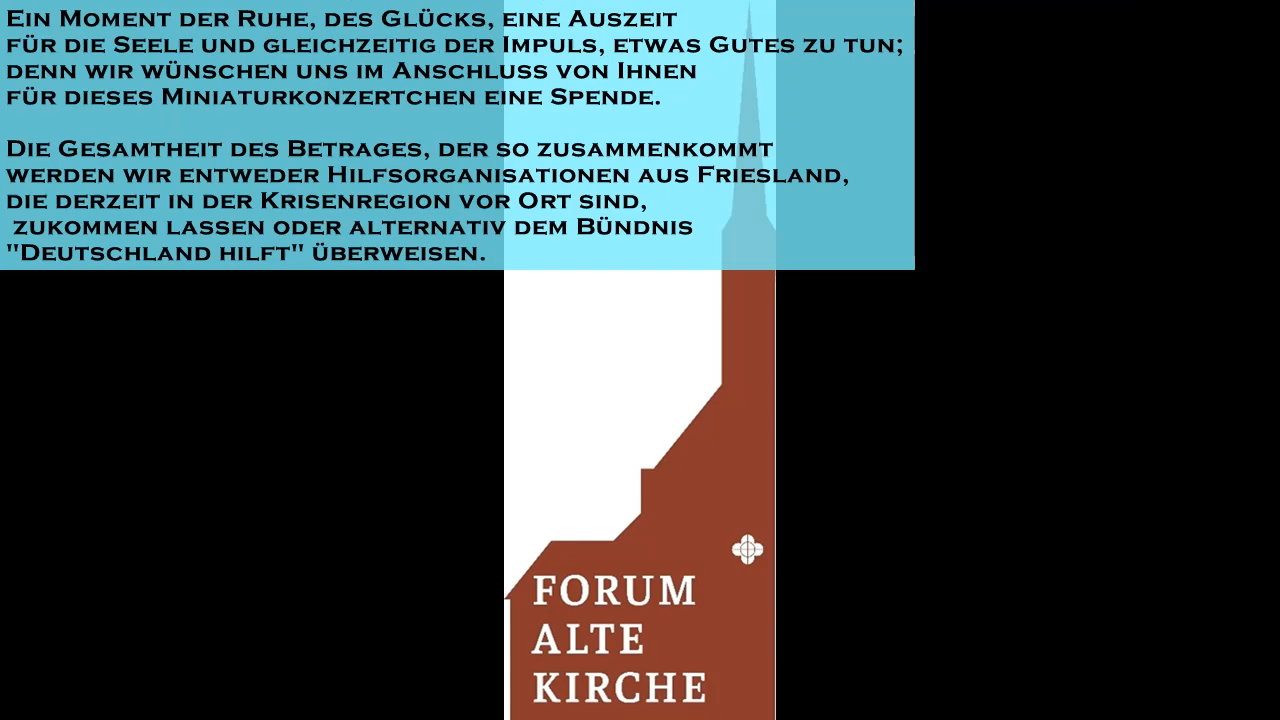 Ein Moment der Ruhe, des Glücks, eine Auszeit
für die Seele und gleichzeitig der Impuls, etwas Gutes zu tun;
denn wir wünschen uns im Anschluss von Ihnen
für dieses Miniaturkonzertchen eine Spende.
Die Gesamtheit des Betrages, der so zusammenkommt
werden wir entweder Hilfsorganisationen aus Friesland,
die derzeit in der Krisenregion vor Ort sind,
zukommen lassen oder alternativ dem Bündnis
"Deutschland hilft" überweisen.
FORUM
ALTE
KIRCHE